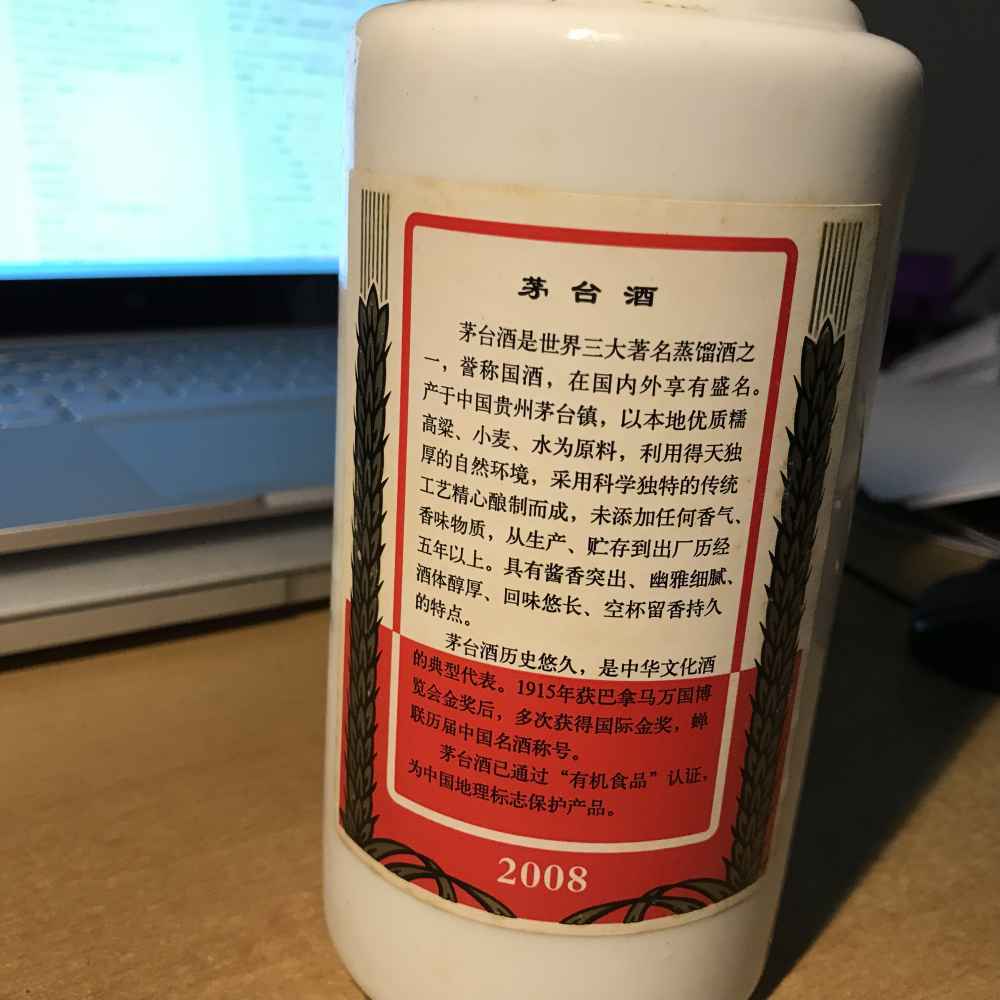 茅台酒
茅台酒是世界三大著名蒸馏酒之
一，誉称国酒，在国内外享有盛名。
产于中国贵州茅台镇，以本地优质糯
高粱、小麦、水为原料，利用得天独
厚的自然环境，采用科学独特的传统
工艺精心酿制而成，未添加任何香气、
香味物质，从生产、贮存到出厂历经
五年以上。具有酱香突出、幽雅细腻、
酒体醇厚、回味悠长、空杯留香持久
的特点。
茅台酒历史悠久，是中华文化酒
的典型代表。1915年获巴拿马万国博
览会金奖后，多次获得国际金奖，蝉
联历届中国名酒称号。
茅台酒已通过“有机食品”认证，
为中国地理标志保护产品。
2008